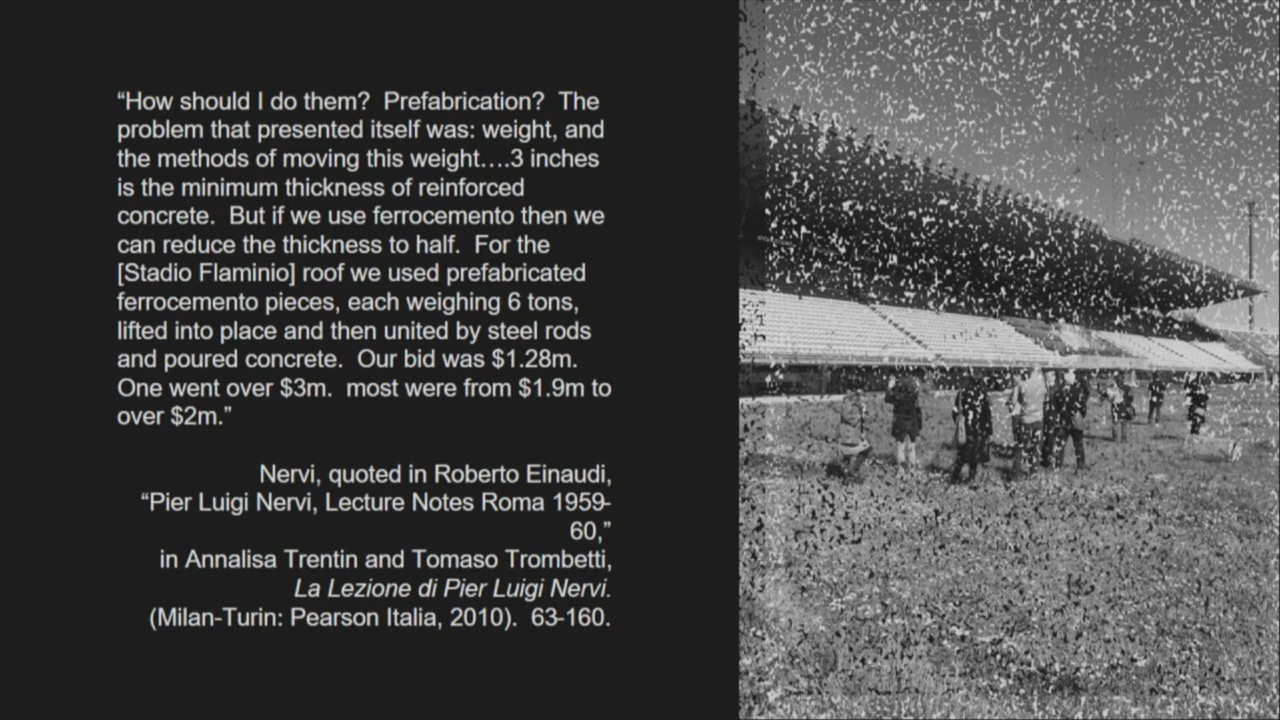 “How should I do them?  Prefabrication?  The
problem that presented itself was: weight, and
the methods of moving this weight….3 inches
is the minimum thickness of reinforced
concrete.  But if we use ferrocemento then we
can reduce the thickness to half.  For the
[Stadio Flaminio] roof we used prefabricated
ferrocemento pieces, each weighing 6 tons,
lifted into place and then united by steel rods
and poured concrete.  Our bid was $1.28m.
One went over $3m.  most were from $1.9m to
over $2m.”
Nervi, quoted in Roberto Einaudi,
“Pier Luigi Nervi, Lecture Notes Roma 1959-
60,”
in Annalisa Trentin and Tomaso Trombetti,
La Lezione di Pier Luigi Nervi.
(Milan-Turin: Pearson Italia, 2010).  63-160.